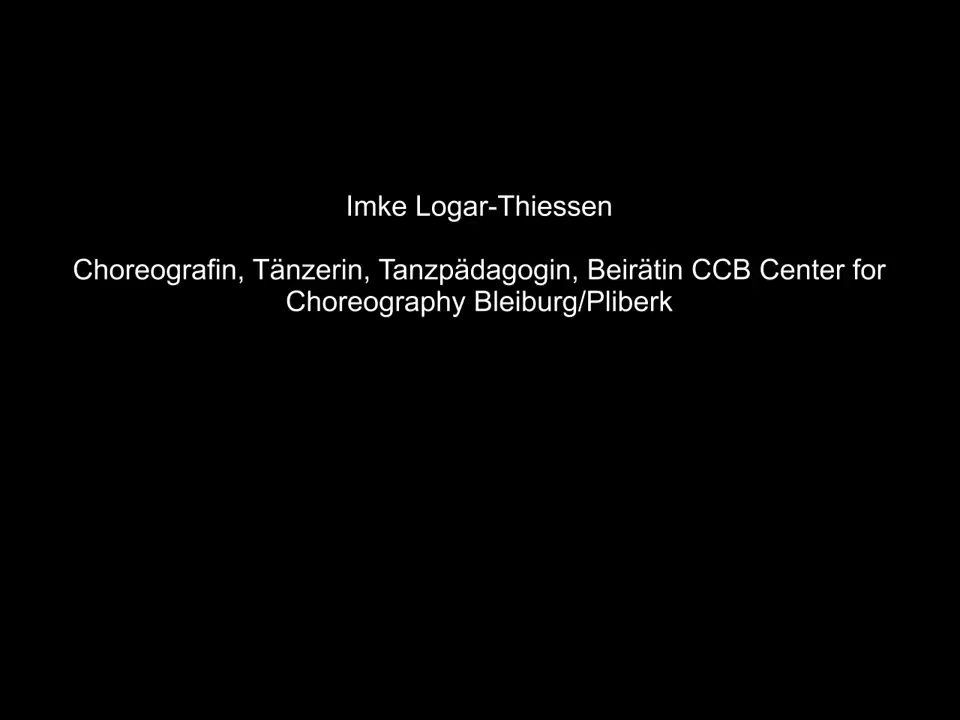 Imke Logar-Thiessen
Choreografin, Tänzerin, Tanzpädagogin, Beirätin CCB Center for
Choreography Bleiburg/Pliberk